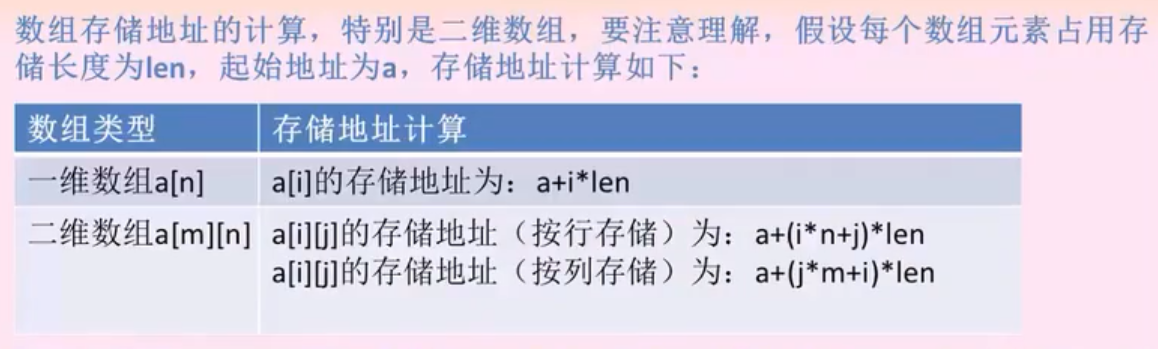 数组存储地址的计算，特别是二维数组，要注意理解，假设每个数组元素占用存
储长度为len，起始地址为a，存储地址计算如下：
数组类型 存储地址计算
一维数组a[n] a[i]的存储地址为：a+i*len
二维数组a[m][n] a[i][j]的存储地址（按行存储）为：a+(i*n+j)*len
a[i][j]的存储地址（按列存储）为：a+(j*m+i)*len